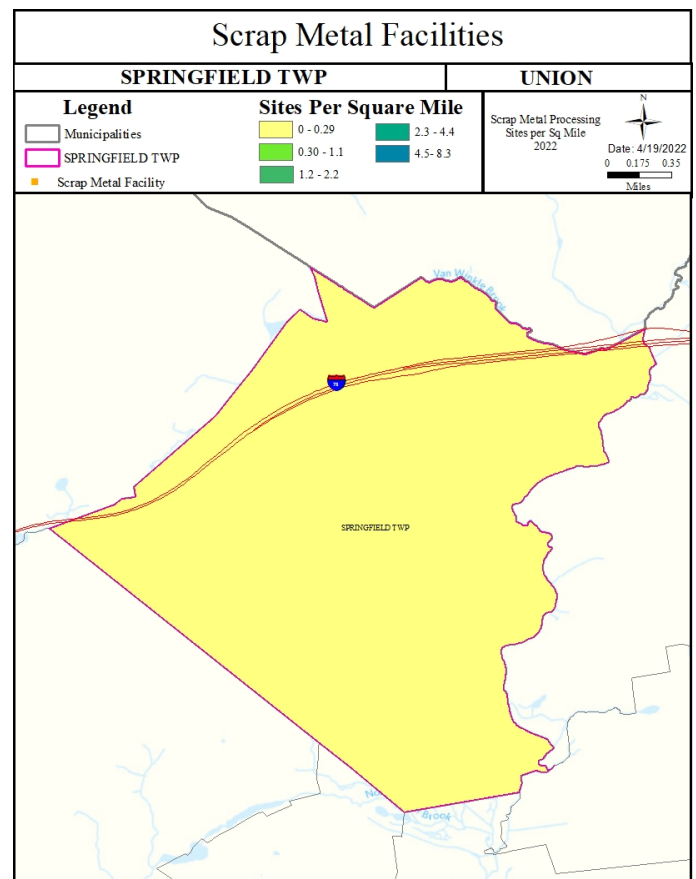 Scrap Metal Facilities
SPRINGFIELD TWP
UNION
Legend
Municipalities
SPRINGFIELD TWP
Scrap Metal Facility
Sites Per Square Mile
0 - 0.29
0.30 - 1.1
1.2 - 2.2
2.3 - 4.4
4.5- 8.3
Scrap Metal Processing
Sites per Sq Mile
2022
N
Date: 4/19/2022
0 0.175 0.35
Miles
Van Winkle Brook
78
SPRINGFIELD TWP
Brook